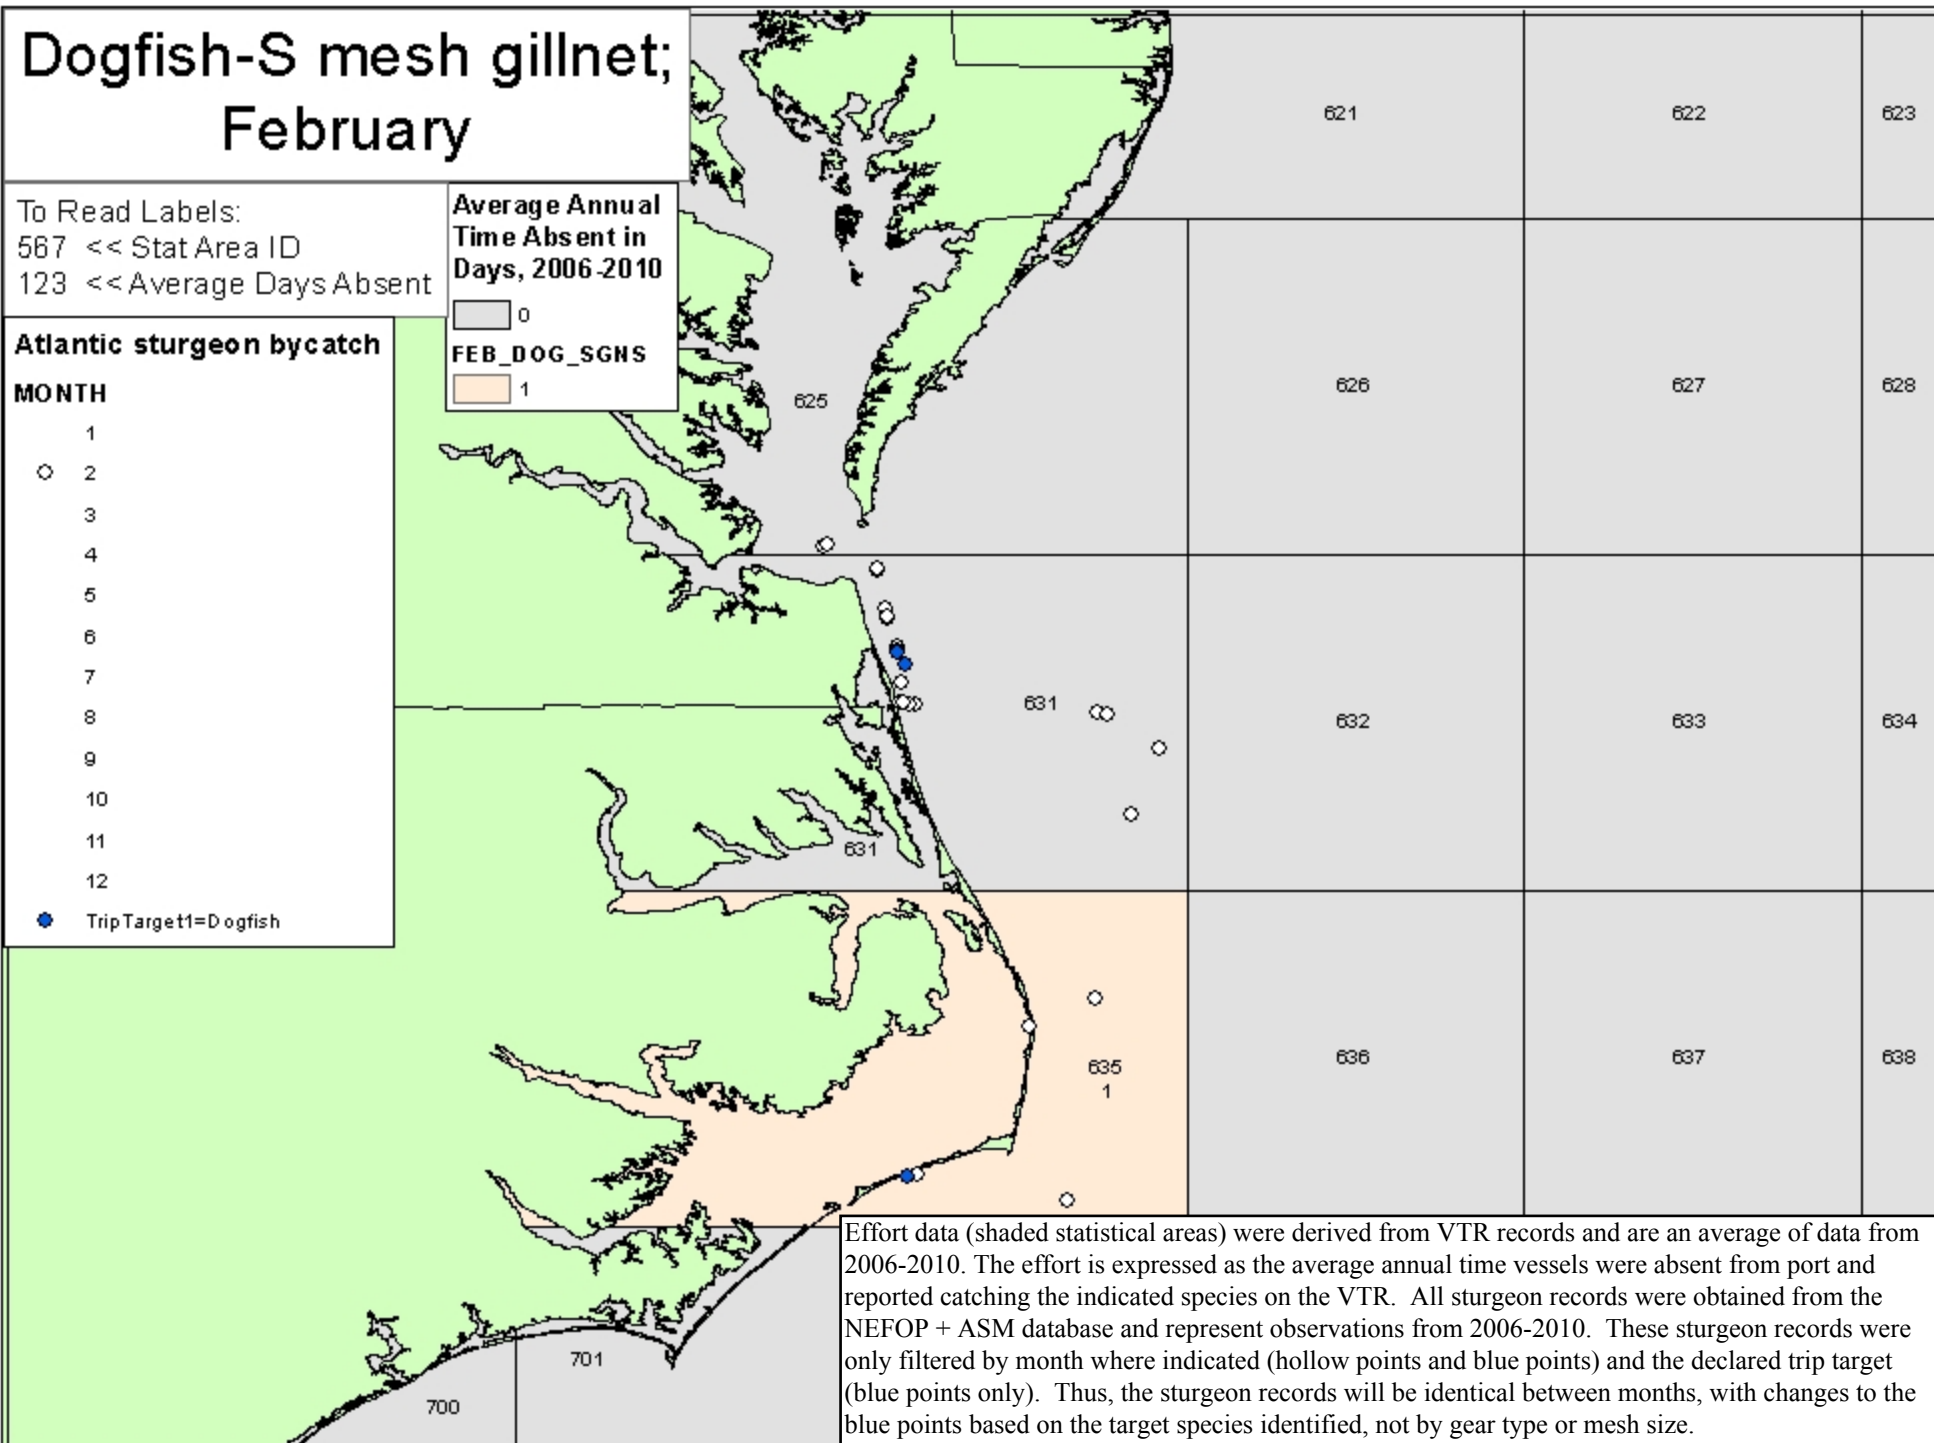 Dogfish-S mesh gillnet;
February
To Read Labels:
567 << Stat Area ID
123 << Average Days Absent
Average Annual
Time Absent in
Days, 2006-2010
0
FEB_DOG_SGNS
1
Atlantic sturgeon bycatch
MONTH
1
2
3
4
5
6
7
8
9
10
11
12
TripTarget1=Dogfish
621
622
623
625
626
627
628
631
632
633
634
631
635
1
636
637
638
701
700
Effort data (shaded statistical areas) were derived from VTR records and are an average of data from
2006-2010. The effort is expressed as the average annual time vessels were absent from port and
reported catching the indicated species on the VTR. All sturgeon records were obtained from the
NEFOP + ASM database and represent observations from 2006-2010. These sturgeon records were
only filtered by month where indicated (hollow points and blue points) and the declared trip target
(blue points only). Thus, the sturgeon records will be identical between months, with changes to the
blue points based on the target species identified, not by gear type or mesh size.